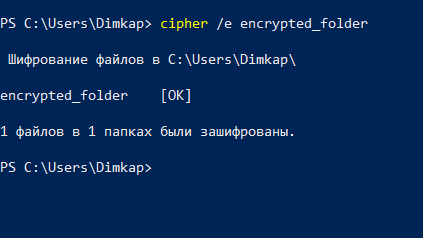 PS C:\Users\Dimkap> cipher /e encrypted_folder
Шифрование файлов в C:\Users\Dimkap\
encrypted_folder    [OK]
1 файлов в 1 папках были зашифрованы.
PS C:\Users\Dimkap>